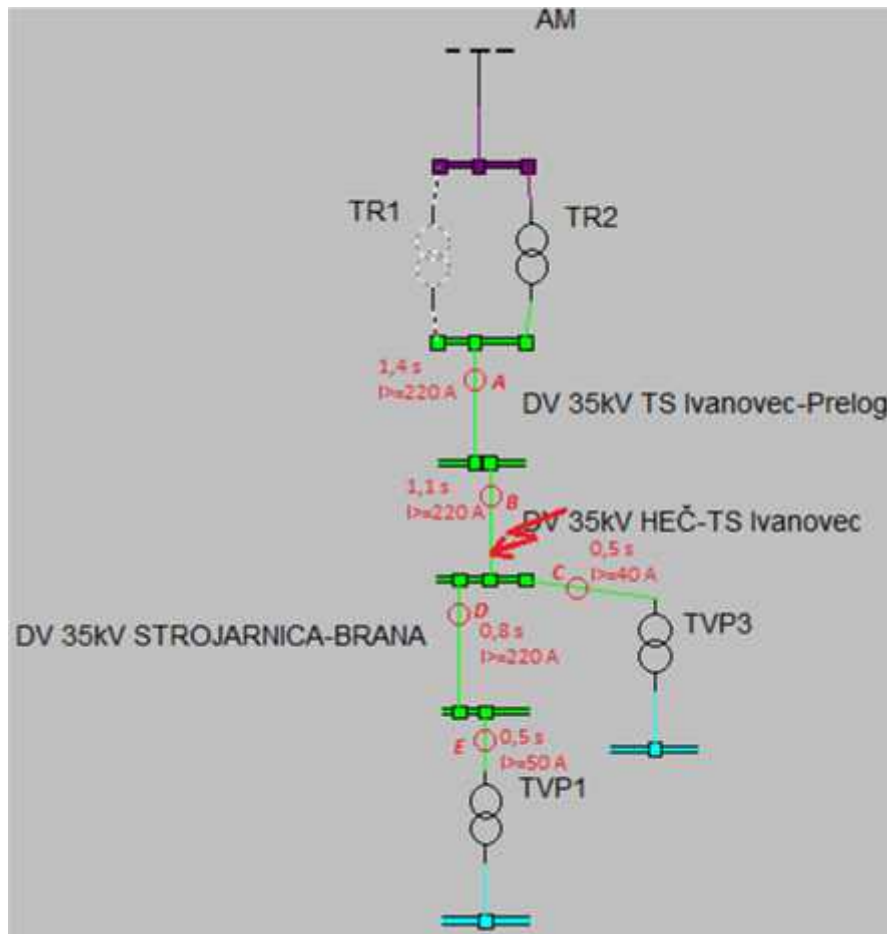 AM
TR1
TR2
1,4 s
I>=220 A
A
DV 35kV TS Ivanovec-Prelog
1,1 s
I>=220 A
B
DV 35kV HEČ-TS Ivanovec
0,5 s
I>=40 A
C
TVP3
D
0,8 s
I>=220 A
DV 35kV STROJARNICA-BRANA
E
0,5 s
I>=50 A
TVP1